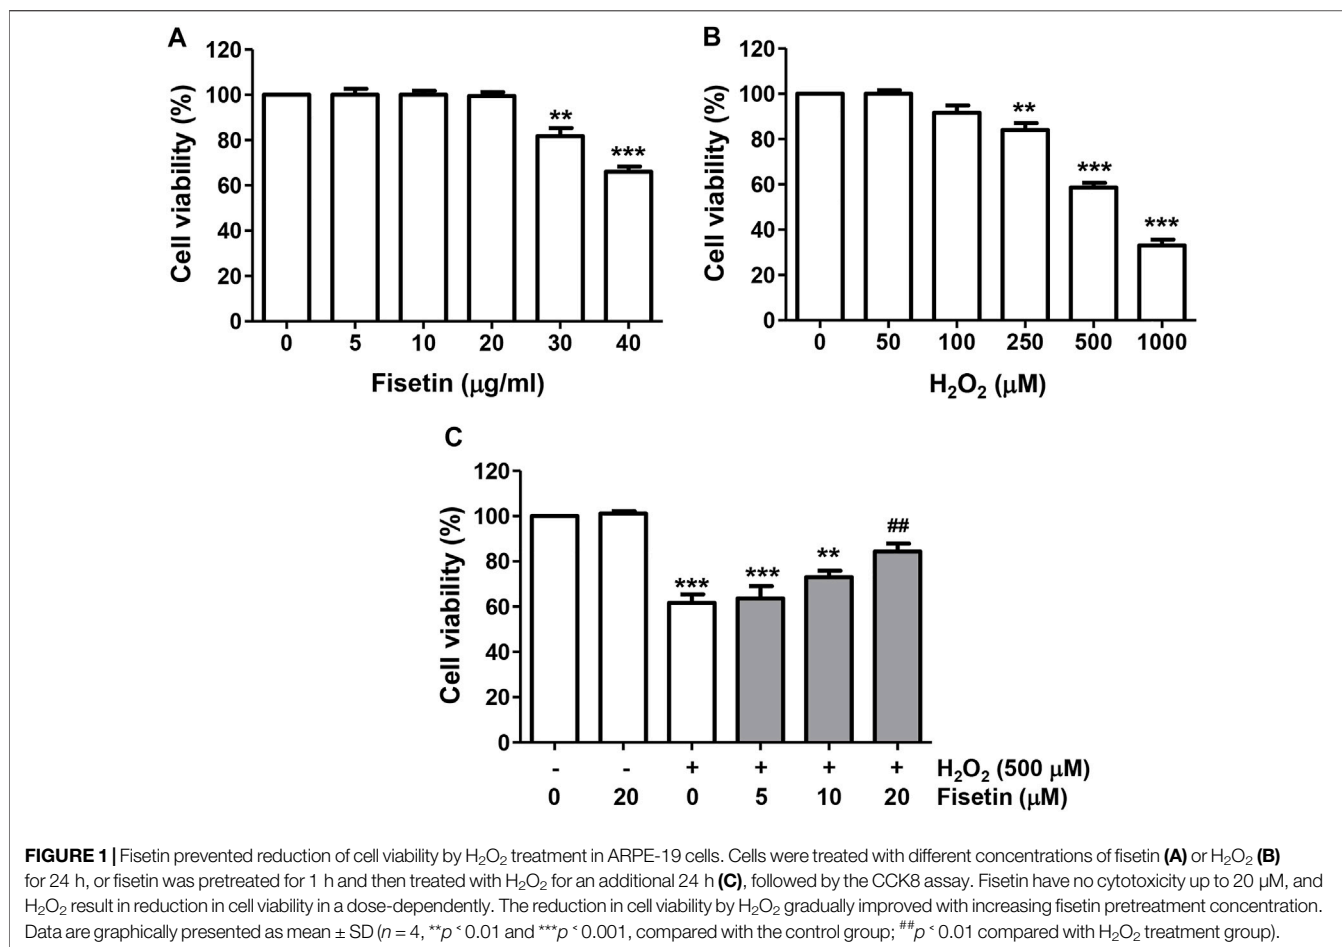 A
120
100
80
60
40
20
0
Cell viability (%)
**
***
0 5 10 20 30 40
Fisetin (μg/ml)
B
120
100
80
60
40
20
0
Cell viability (%)
**
***
***
0 50 100 250 500 1000
H₂O₂ (μM)
C
120
100
80
60
40
20
0
Cell viability (%)
***
***
**
##
- - + + + + H₂O₂ (500 μM)
0 20 0 5 10 20 Fisetin (μM)
FIGURE 1 | Fisetin prevented reduction of cell viability by H₂O₂ treatment in ARPE-19 cells. Cells were treated with different concentrations of fisetin (A) or H₂O₂ (B)
for 24 h, or fisetin was pretreated for 1 h and then treated with H₂O₂ for an additional 24 h (C), followed by the CCK8 assay. Fisetin have no cytotoxicity up to 20 μM, and
H₂O₂ result in reduction in cell viability in a dose-dependently. The reduction in cell viability by H₂O₂ gradually improved with increasing fisetin pretreatment concentration.
Data are graphically presented as mean ± SD (n = 4, **p < 0.01 and ***p < 0.001, compared with the control group; ##p < 0.01 compared with H₂O₂ treatment group).